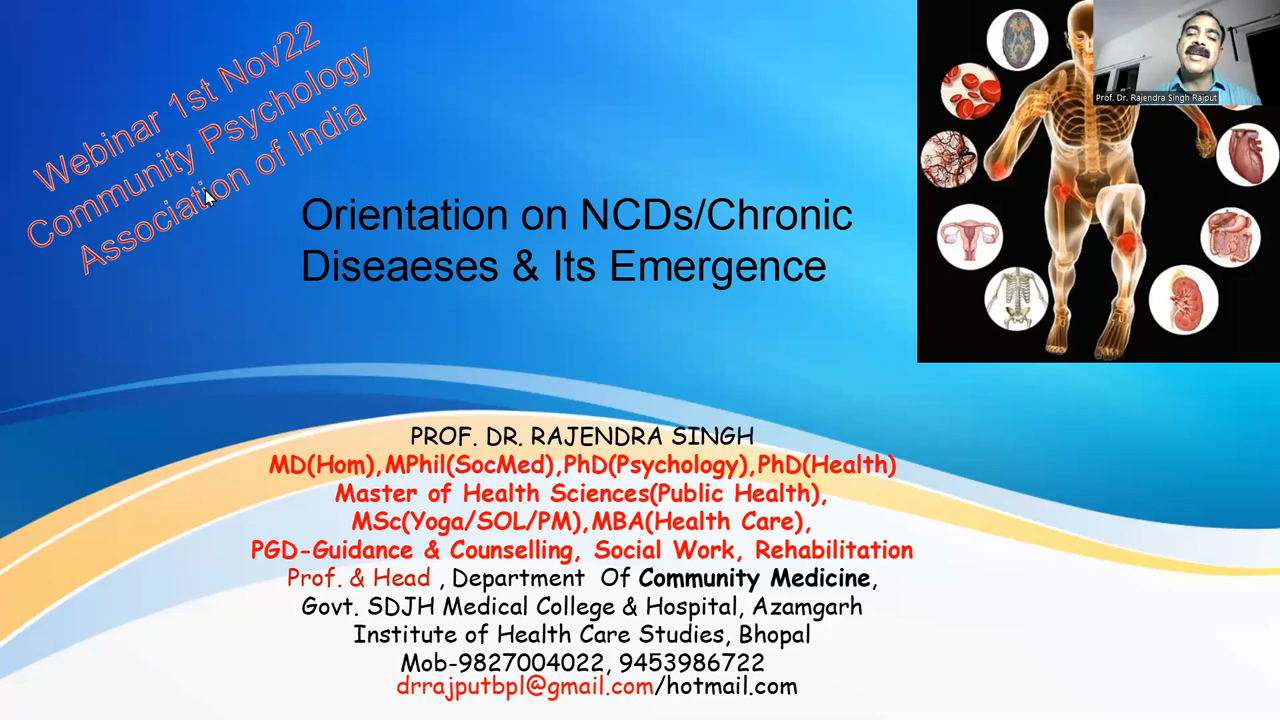 Webinar 1st Nov22
Community Psychology
Association of India
Prof. Dr. Rajendra Singh Rajput
Orientation on NCDs/Chronic
Diseaeses & Its Emergence
PROF. DR. RAJENDRA SINGH
MD(Hom),MPhil(SocMed),PhD(Psychology),PhD(Health)
Master of Health Sciences(Public Health),
MSc(Yoga/SOL/PM),MBA(Health Care),
PGD-Guidance & Counselling, Social Work, Rehabilitation
Prof. & Head , Department Of Community Medicine,
Govt. SDJH Medical College & Hospital, Azamgarh
Institute of Health Care Studies, Bhopal
Mob-9827004022, 9453986722
drrajputbpl@gmail.com/hotmail.com